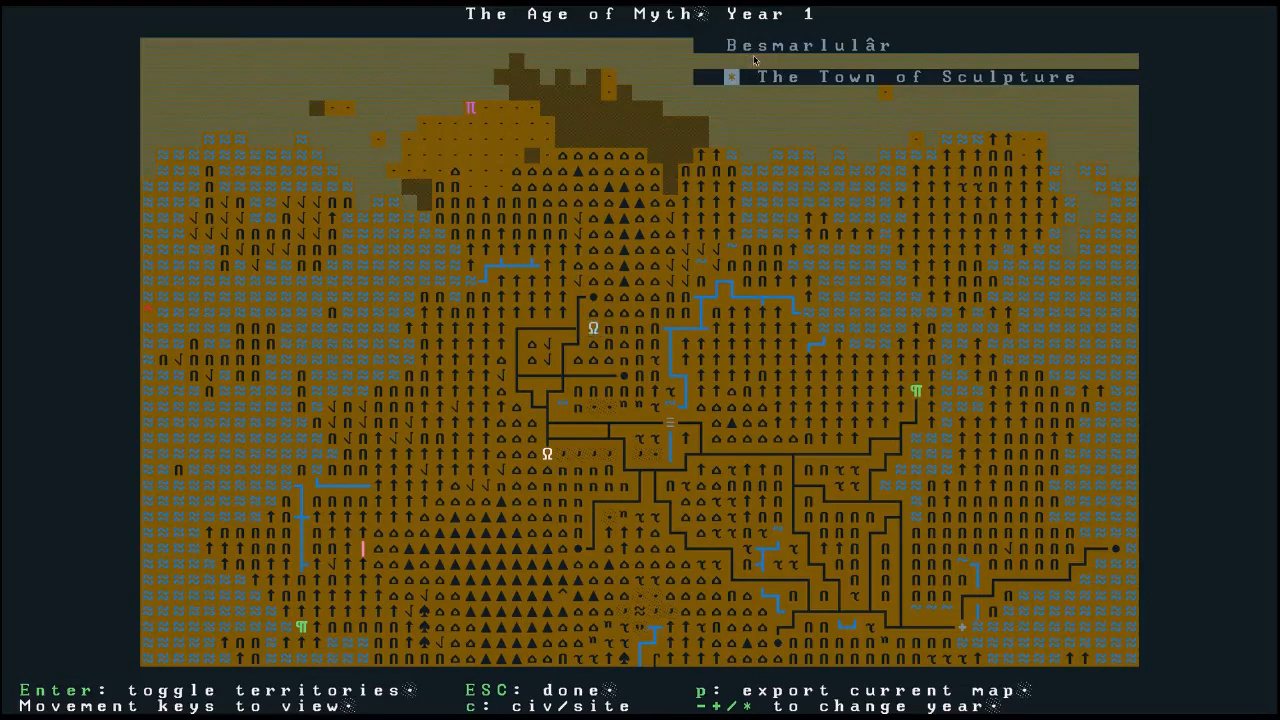 The Age of Myth Year 1
Besmarlulâr
* The Town of Sculpture
Enter: toggle territories
ESC: done
p: export current map
Movement keys to view
c: civ/site
-+/* to change year